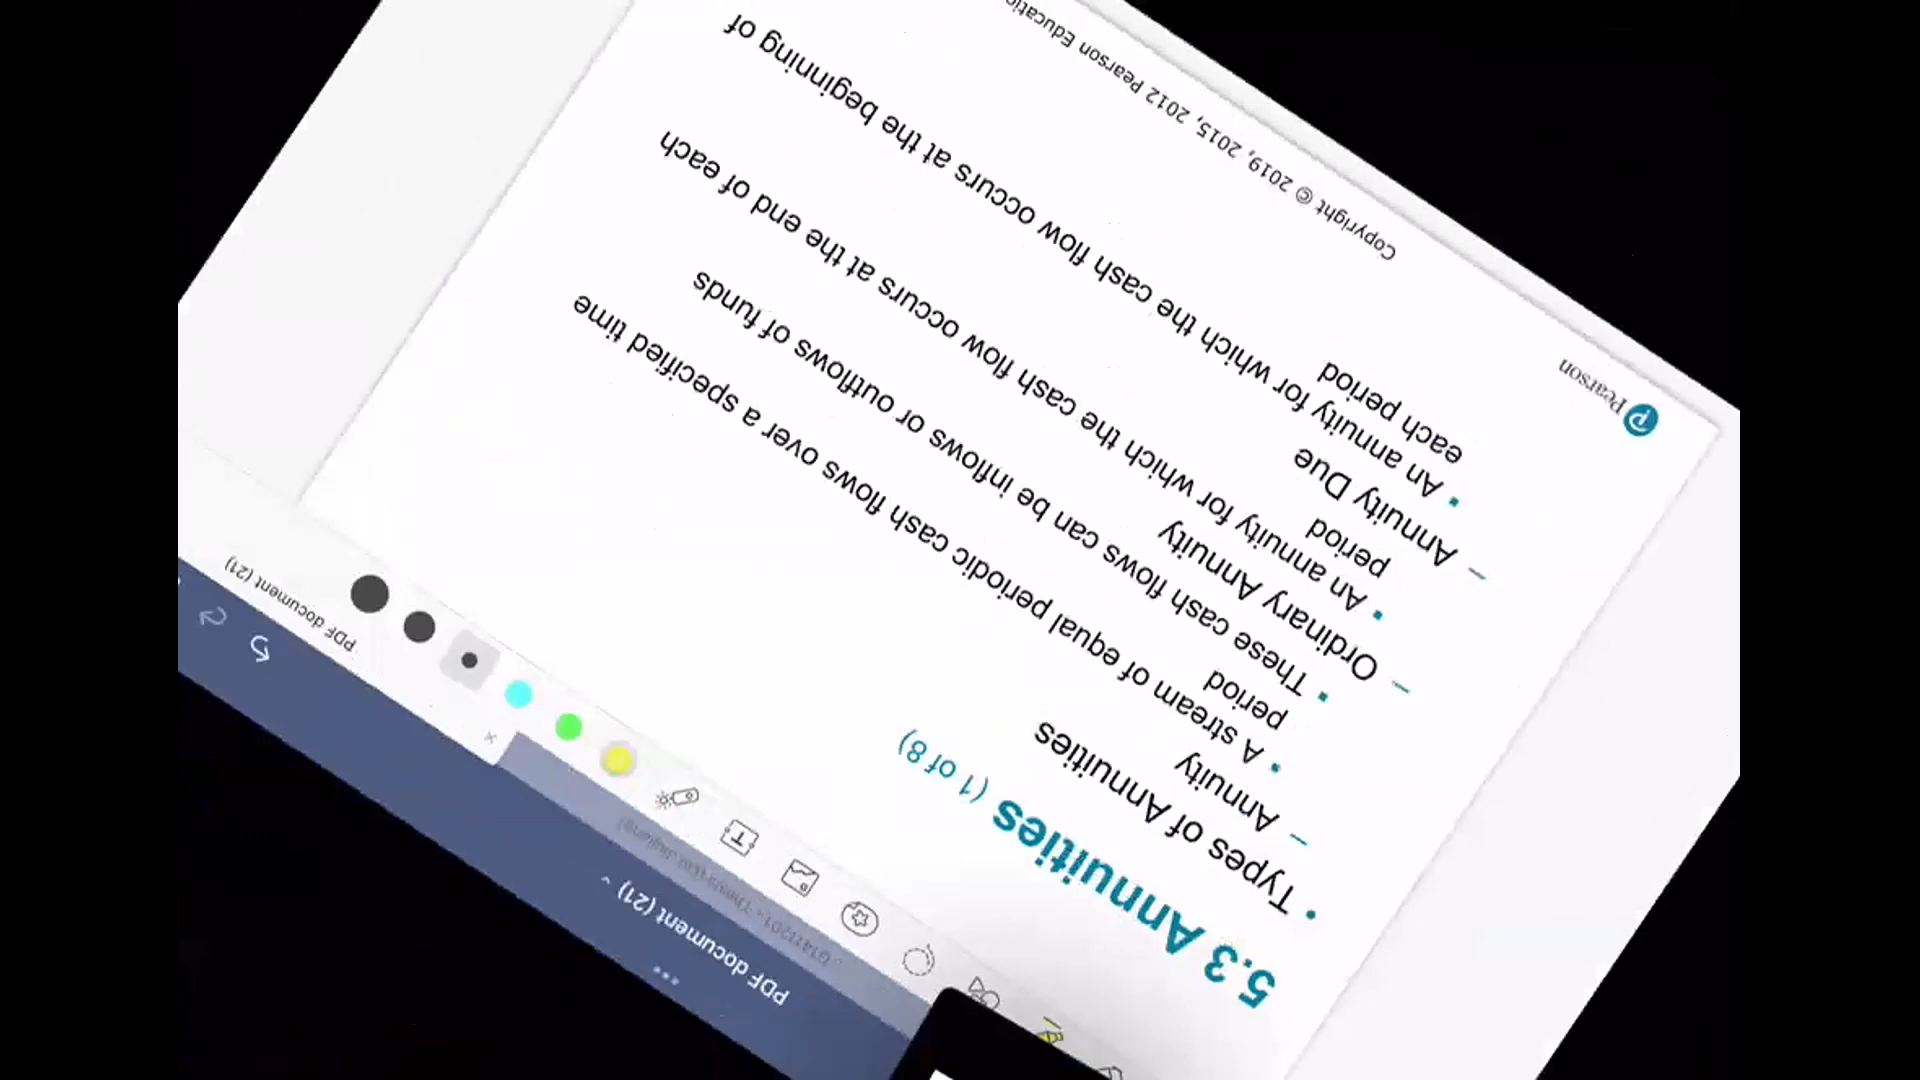 PDF document (21)
PDF document (21)
5.3 Annuities (1 of 8)
• Types of Annuities
– Annuity
• A stream of equal periodic cash flows over a specified time
period
• These cash flows can be inflows or outflows of funds
– Ordinary Annuity
• An annuity for which the cash flow occurs at the end of each
period
– Annuity Due
• An annuity for which the cash flow occurs at the beginning of
each period
Pearson
Copyright © 2019, 2015, 2012 Pearson